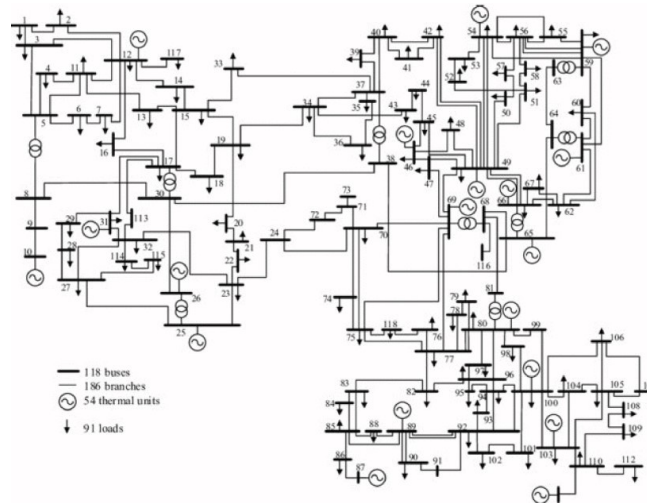 1 2
3 12 117
4 11 14
5 6 7 13 15
16 17 18 19
33 34 35 36 37 38 39
40 41 42 43 44 45 46 47 48 49
50 51 52 53 54 55 56 57 58 59
60 61 62 63 64 65 66 67
8 9 10 30
29 31 113 28 32 114 115 27
20 21 22 23 24 25 26
73 71 72 70 74 75 118 76 77
69 68 116 81 79 78 80 99
98 97 96 95 94 93 82
83 84 85 86 87 88 89 90 91 92
100 101 102 103 104 105 106
108 109 110 112
118 buses
186 branches
54 thermal units
91 loads